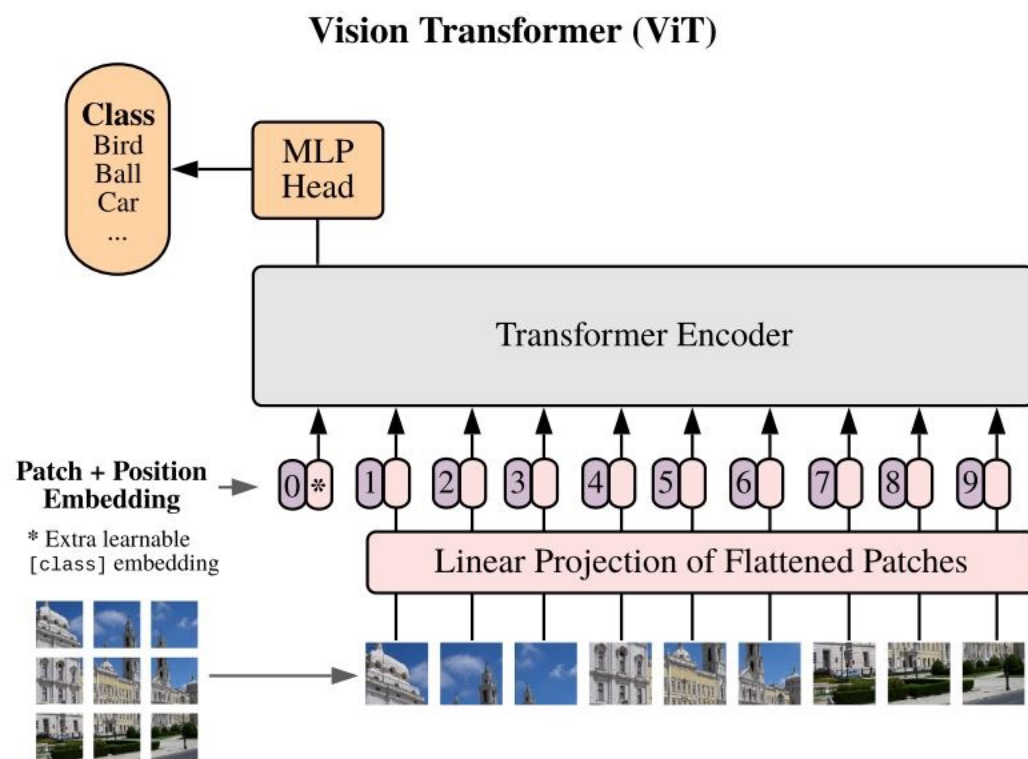 Vision Transformer (ViT)
Class
Bird
Ball
Car
...
MLP
Head
Transformer Encoder
Patch + Position
Embedding
0 * 1 2 3 4 5 6 7 8 9
* Extra learnable
[class] embedding
Linear Projection of Flattened Patches